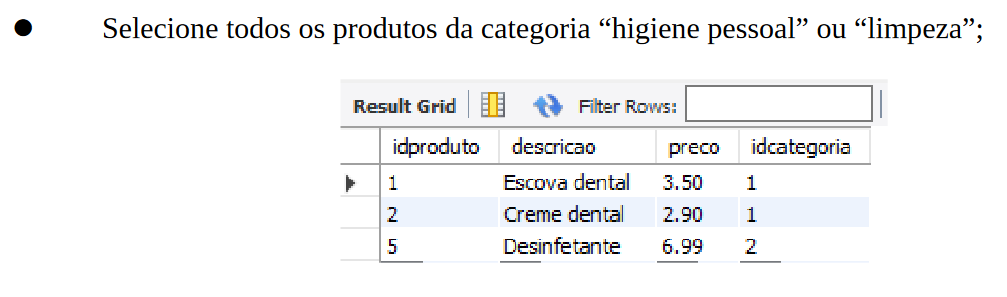 ● Selecione todos os produtos da categoria “higiene pessoal” ou “limpeza”;
Result Grid Filter Rows:
idproduto descricao preco idcategoria
1 Escova dental 3.50 1
2 Creme dental 2.90 1
5 Desinfetante 6.99 2